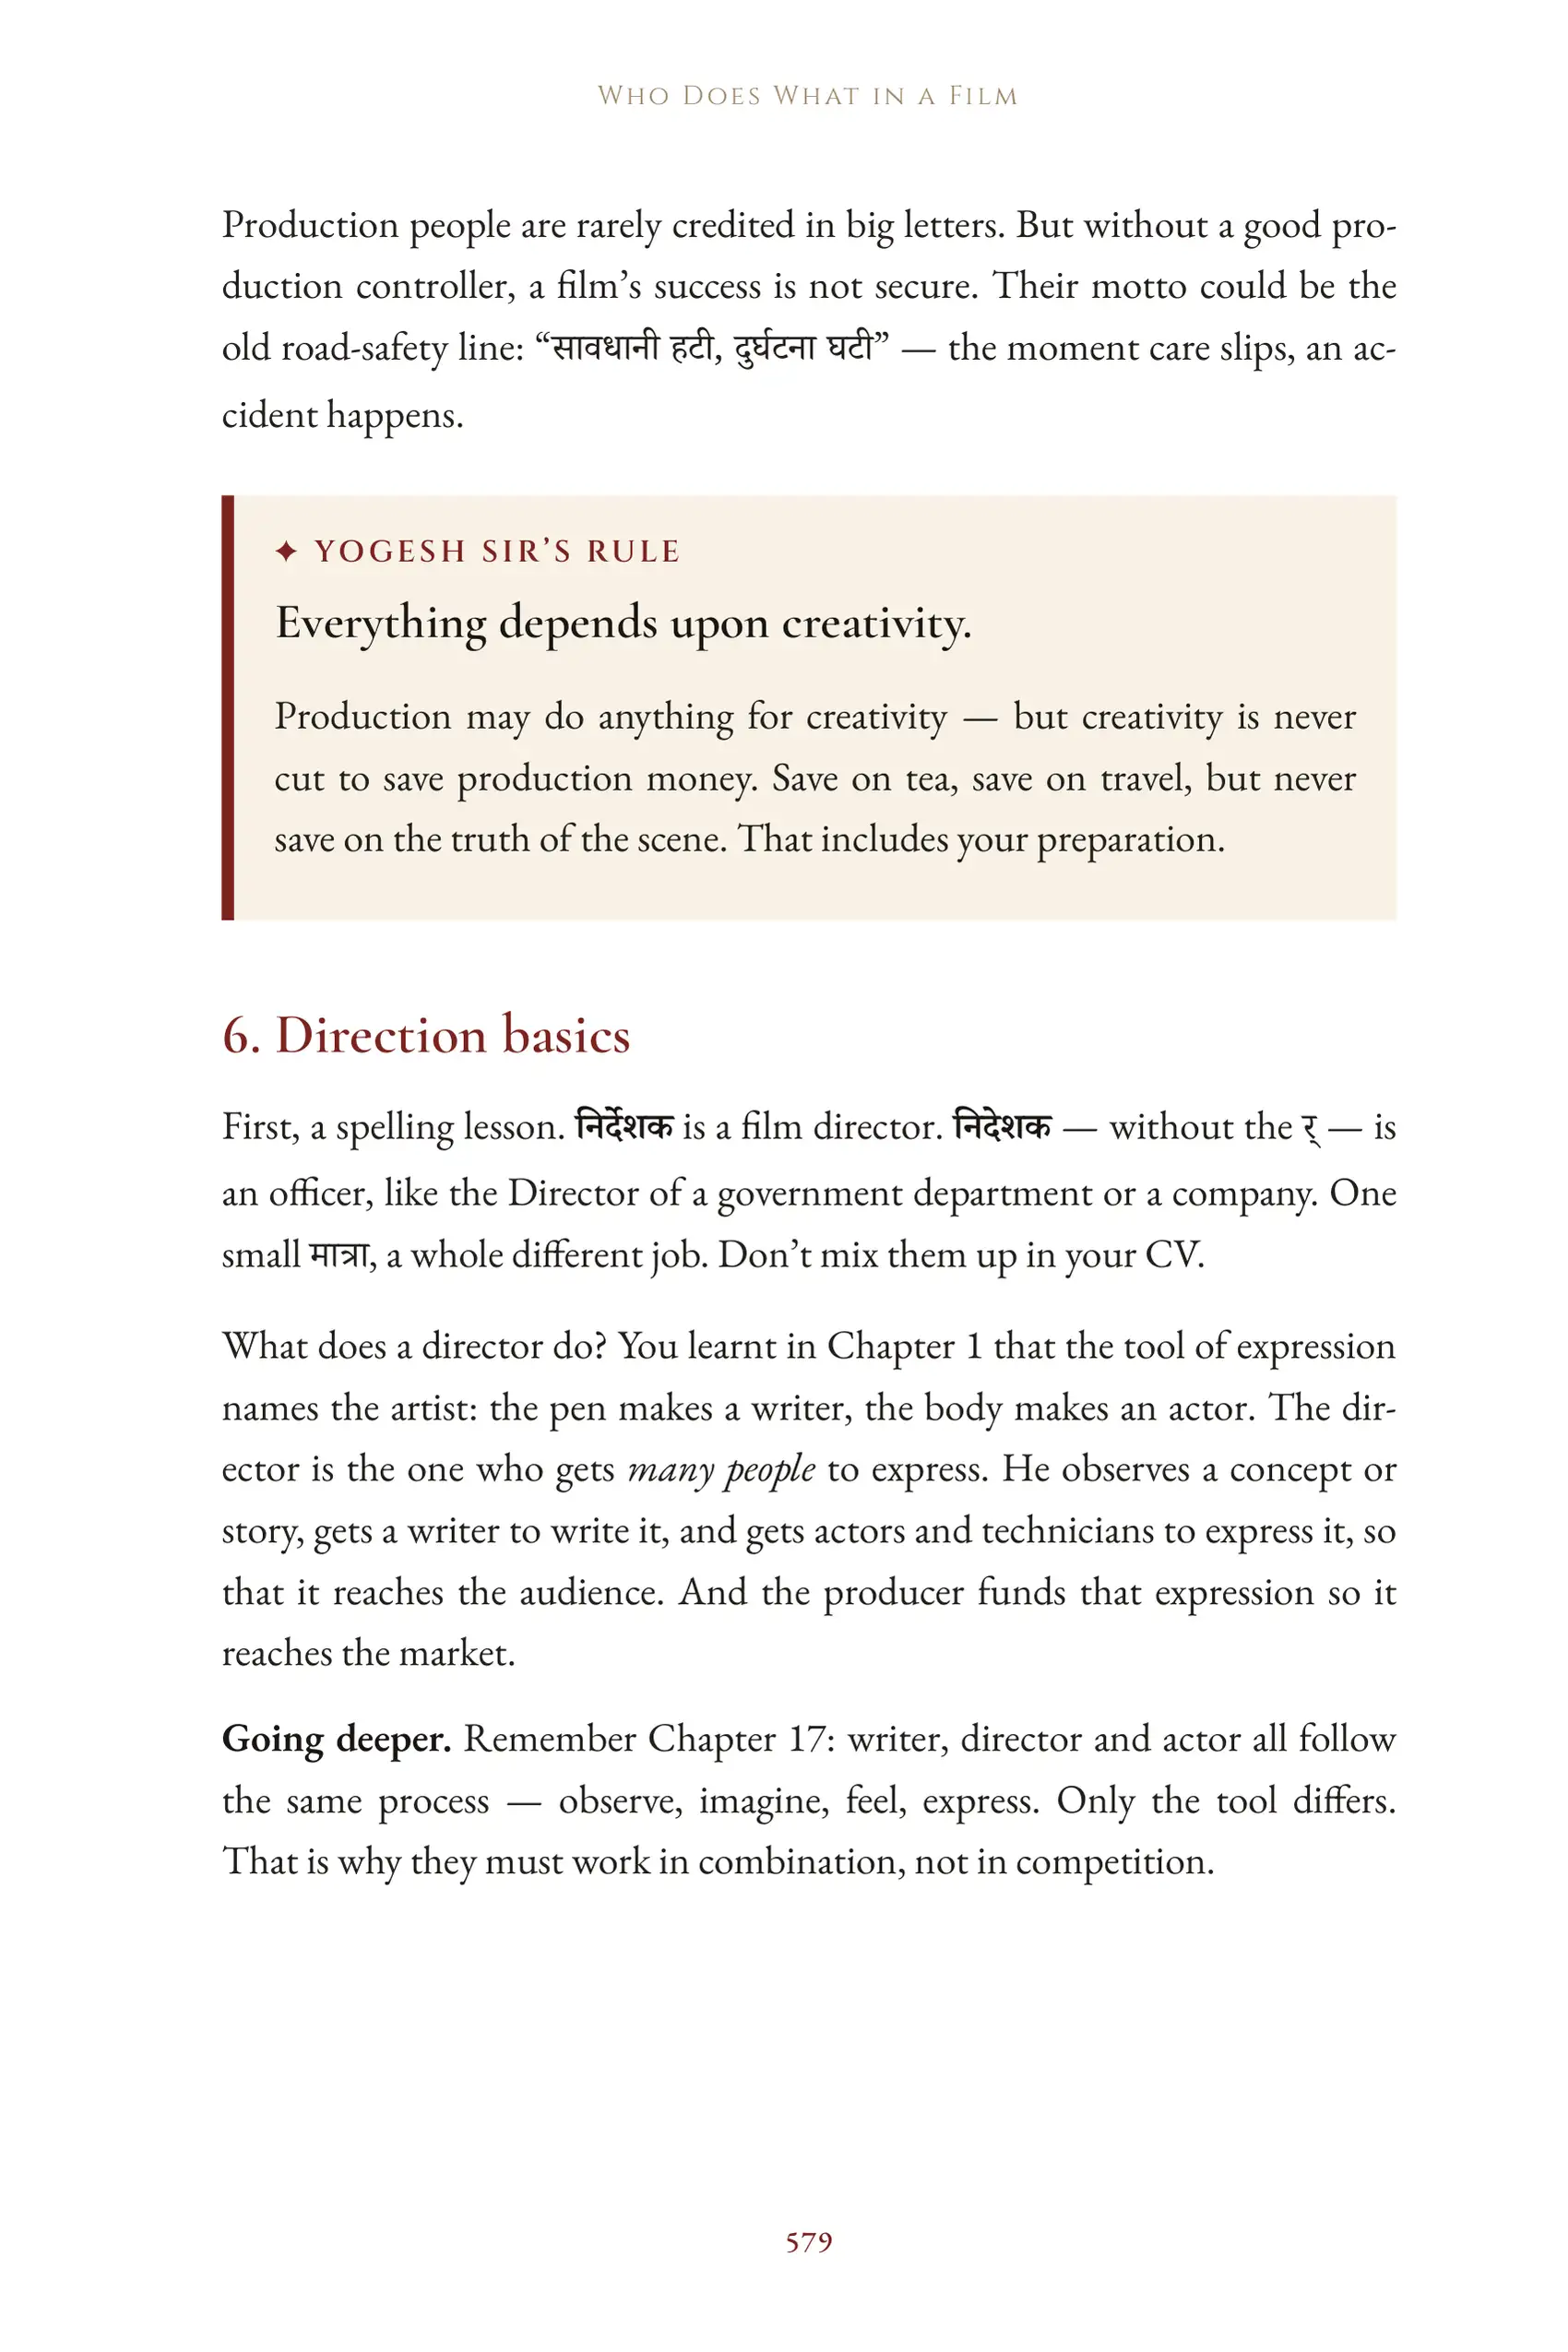 Who Does What in a Film
Production people are rarely credited in big letters. But without a good pro-
duction controller, a film’s success is not secure. Their motto could be the
old road-safety line: “सावधानी हटी, दुर्घटना घटी” — the moment care slips, an ac-
cident happens.
✦ YOGESH SIR’S RULE
Everything depends upon creativity.
Production may do anything for creativity — but creativity is never
cut to save production money. Save on tea, save on travel, but never
save on the truth of the scene. That includes your preparation.
6. Direction basics
First, a spelling lesson. निर्देशक is a film director. निदेशक — without the र् — is
an officer, like the Director of a government department or a company. One
small मात्रा, a whole different job. Don’t mix them up in your CV.
What does a director do? You learnt in Chapter 1 that the tool of expression
names the artist: the pen makes a writer, the body makes an actor. The dir-
ector is the one who gets many people to express. He observes a concept or
story, gets a writer to write it, and gets actors and technicians to express it, so
that it reaches the audience. And the producer funds that expression so it
reaches the market.
Going deeper. Remember Chapter 17: writer, director and actor all follow
the same process — observe, imagine, feel, express. Only the tool differs.
That is why they must work in combination, not in competition.
579